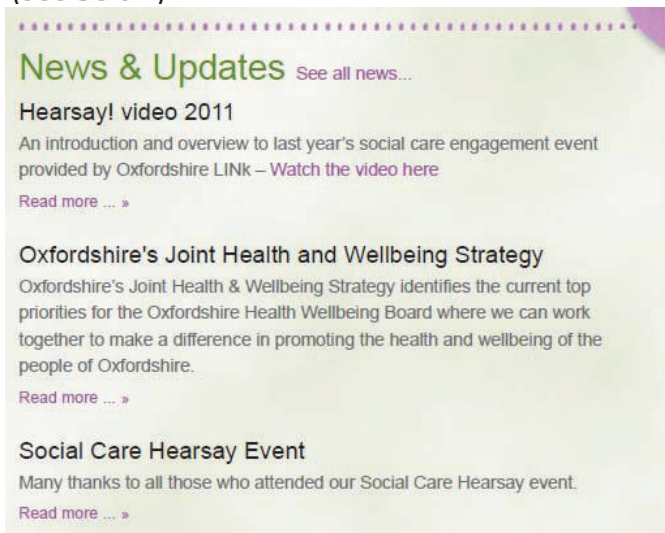 News & Updates See all news...
Hearsay! video 2011
An introduction and overview to last year's social care engagement event
provided by Oxfordshire LINk – Watch the video here
Read more ... »
Oxfordshire's Joint Health and Wellbeing Strategy
Oxfordshire's Joint Health & Wellbeing Strategy identifies the current top
priorities for the Oxfordshire Health Wellbeing Board where we can work
together to make a difference in promoting the health and wellbeing of the
people of Oxfordshire.
Read more ... »
Social Care Hearsay Event
Many thanks to all those who attended our Social Care Hearsay event.
Read more ... »